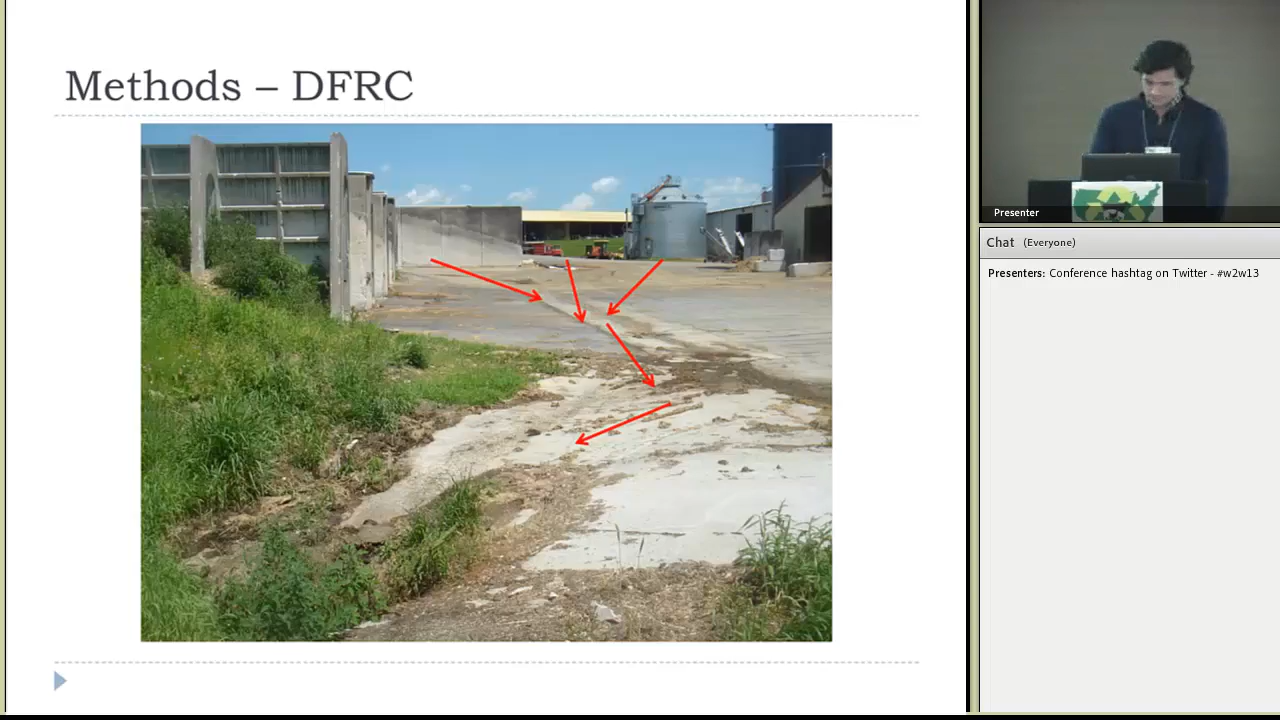 Methods – DFRC
Presenter
Chat (Everyone)
Presenters: Conference hashtag on Twitter - #w2w13